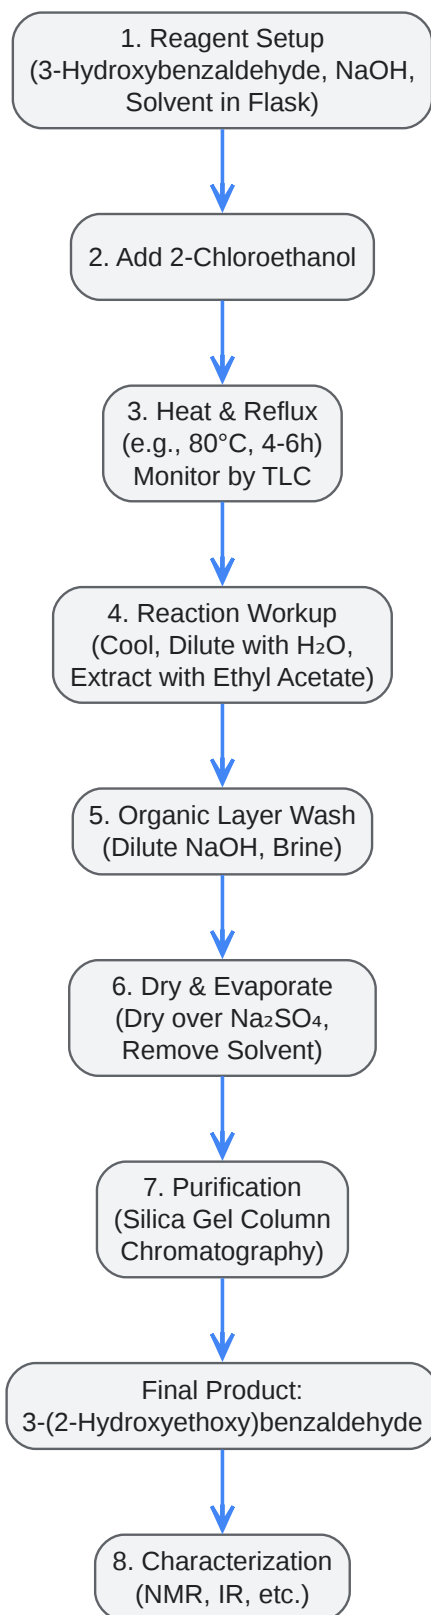 1. Reagent Setup
(3-Hydroxybenzaldehyde, NaOH,
Solvent in Flask)
2. Add 2-Chloroethanol
3. Heat & Reflux
(e.g., 80°C, 4-6h)
Monitor by TLC
4. Reaction Workup
(Cool, Dilute with H₂O,
Extract with Ethyl Acetate)
5. Organic Layer Wash
(Dilute NaOH, Brine)
6. Dry & Evaporate
(Dry over Na₂SO₄,
Remove Solvent)
7. Purification
(Silica Gel Column
Chromatography)
Final Product:
3-(2-Hydroxyethoxy)benzaldehyde
8. Characterization
(NMR, IR, etc.)